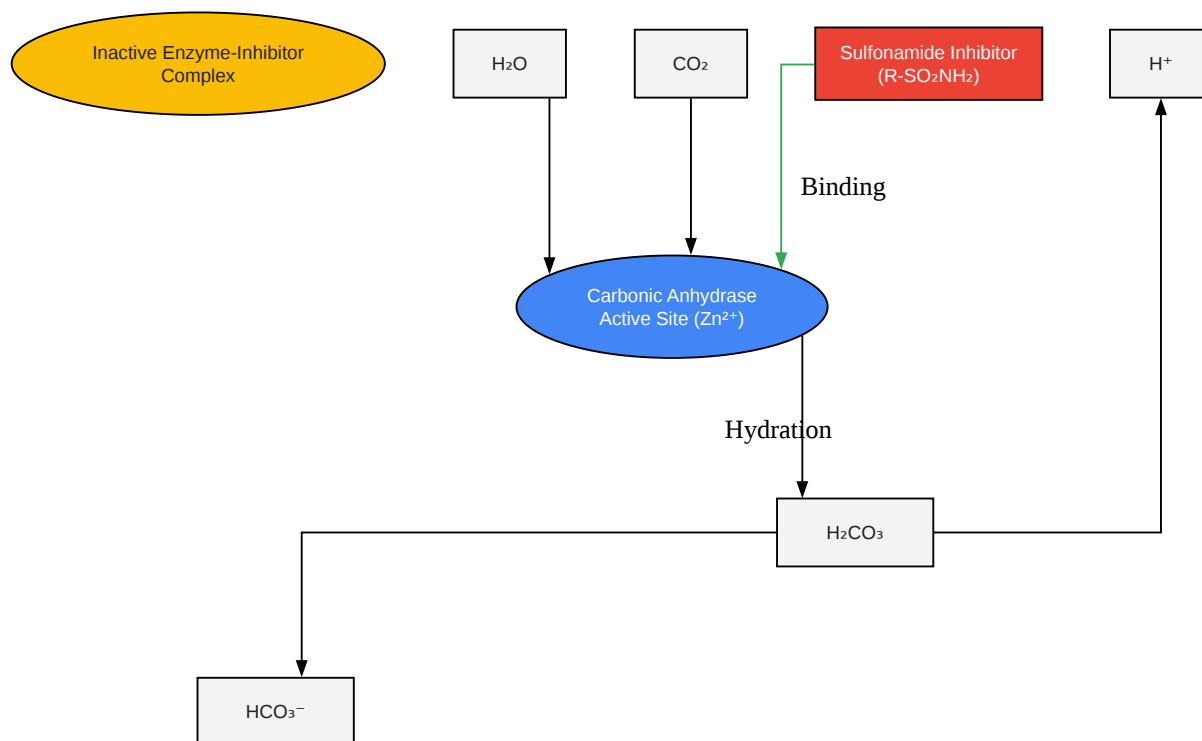 Inactive Enzyme-Inhibitor
Complex
H₂O
CO₂
Sulfonamide Inhibitor
(R-SO₂NH₂)
H⁺
Binding
Carbonic Anhydrase
Active Site (Zn²⁺)
Hydration
H₂CO₃
HCO₃⁻